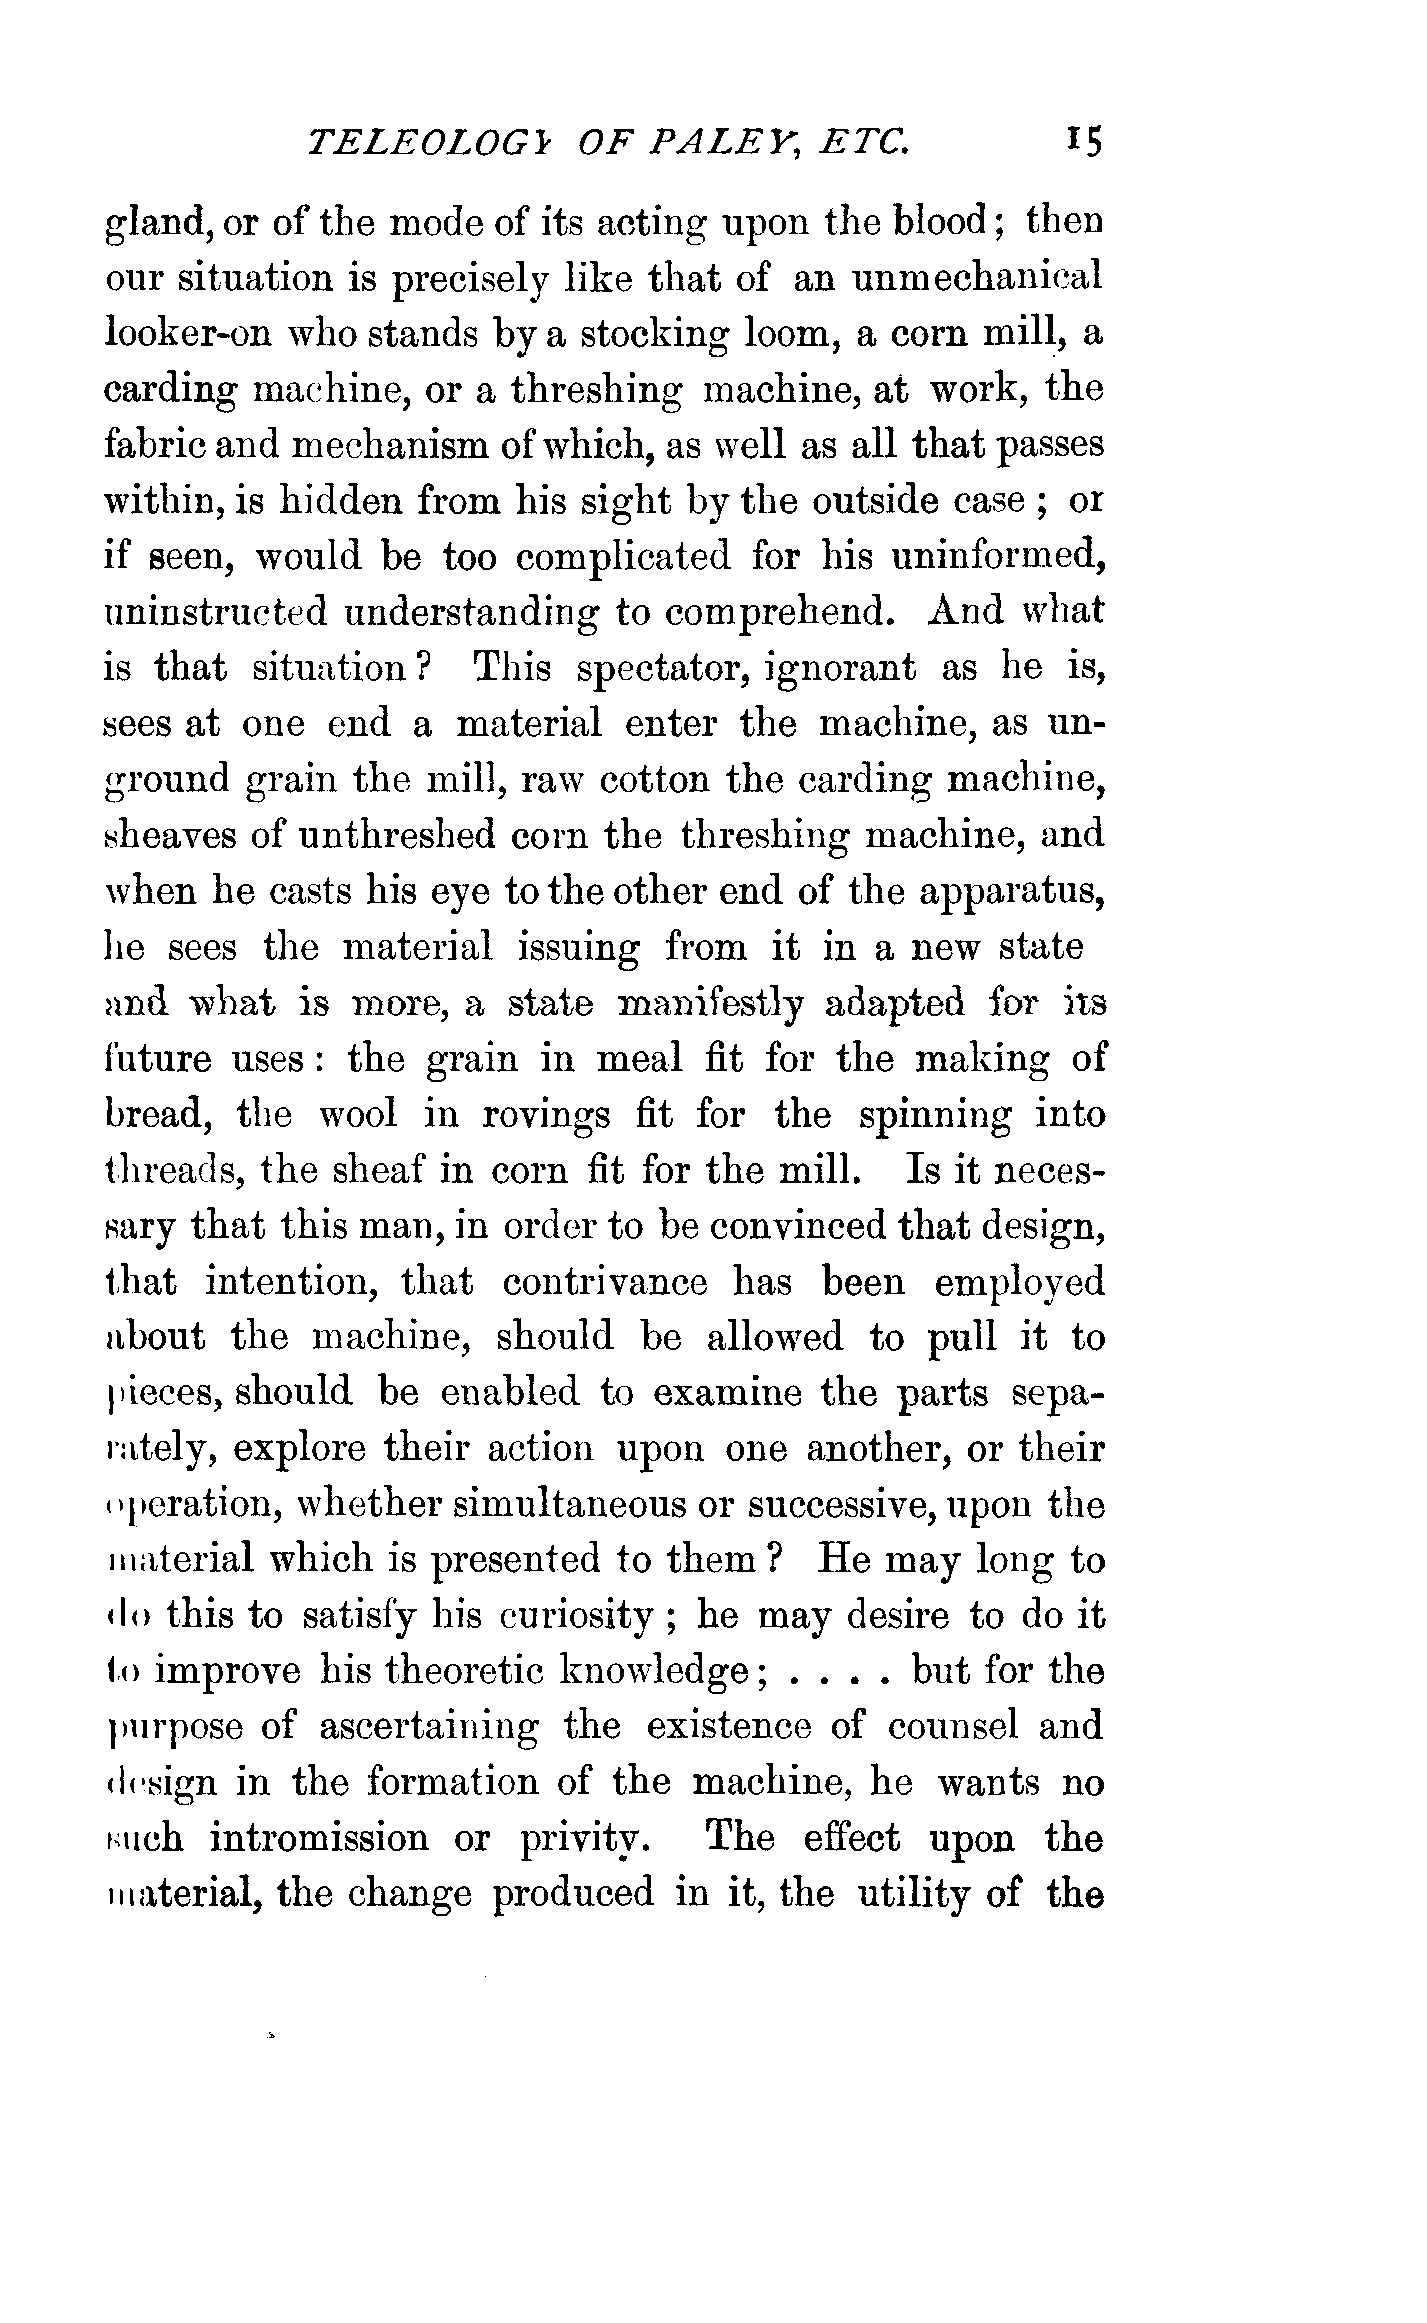 TELEOLOGY OF PALEY, ETC. 15
gland, or of the mode of its acting upon the blood; then
our situation is precisely like that of an unmechanical
looker-on who stands by a stocking loom, a corn mill, a
carding machine, or a threshing machine, at work, the
fabric and mechanism of which, as well as all that passes
within, is hidden from his sight by the outside case; or
if seen, would be too complicated for his uninformed,
uninstructed understanding to comprehend. And what
is that situation? This spectator, ignorant as he is,
sees at one end a material enter the machine, as un-
ground grain the mill, raw cotton the carding machine,
sheaves of unthreshed corn the threshing machine, and
when he casts his eye to the other end of the apparatus,
he sees the material issuing from it in a new state
and what is more, a state manifestly adapted for its
future uses: the grain in meal fit for the making of
bread, the wool in rovings fit for the spinning into
threads, the sheaf in corn fit for the mill. Is it neces-
sary that this man, in order to be convinced that design,
that intention, that contrivance has been employed
about the machine, should be allowed to pull it to
pieces, should be enabled to examine the parts sepa-
rately, explore their action upon one another, or their
operation, whether simultaneous or successive, upon the
material which is presented to them? He may long to
do this to satisfy his curiosity; he may desire to do it
to improve his theoretic knowledge; . . . . but for the
purpose of ascertaining the existence of counsel and
design in the formation of the machine, he wants no
such intromission or privity. The effect upon the
material, the change produced in it, the utility of the